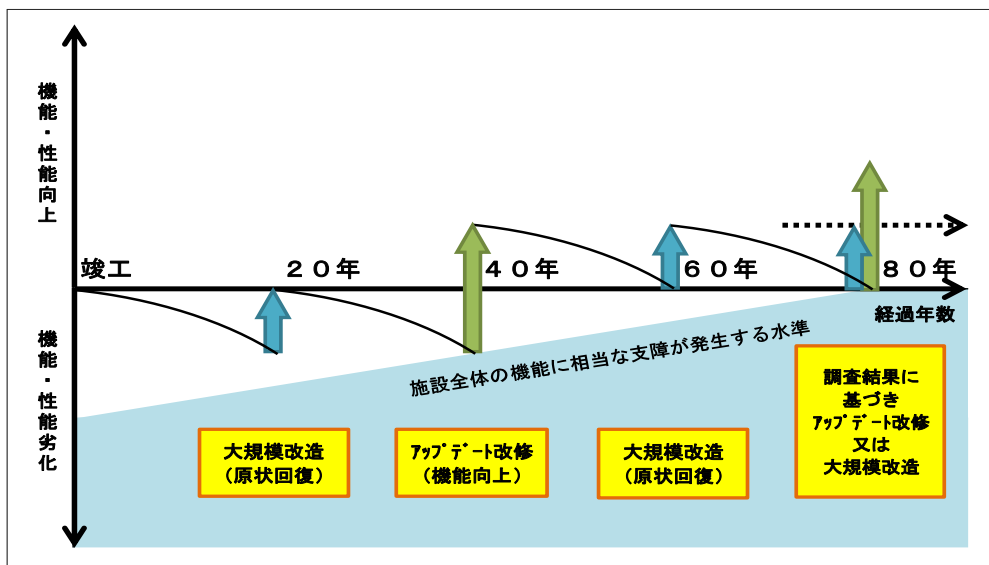 機能・性能向上
竣工
２０年
４０年
６０年
８０年
経過年数
機能・性能劣化
施設全体の機能に相当な支障が発生する水準
大規模改造
（原状回復）
ｱｯﾌﾟﾃﾞｰﾄ改修
（機能向上）
大規模改造
（原状回復）
調査結果に
基づき
ｱｯﾌﾟﾃﾞｰﾄ改修
又は
大規模改造